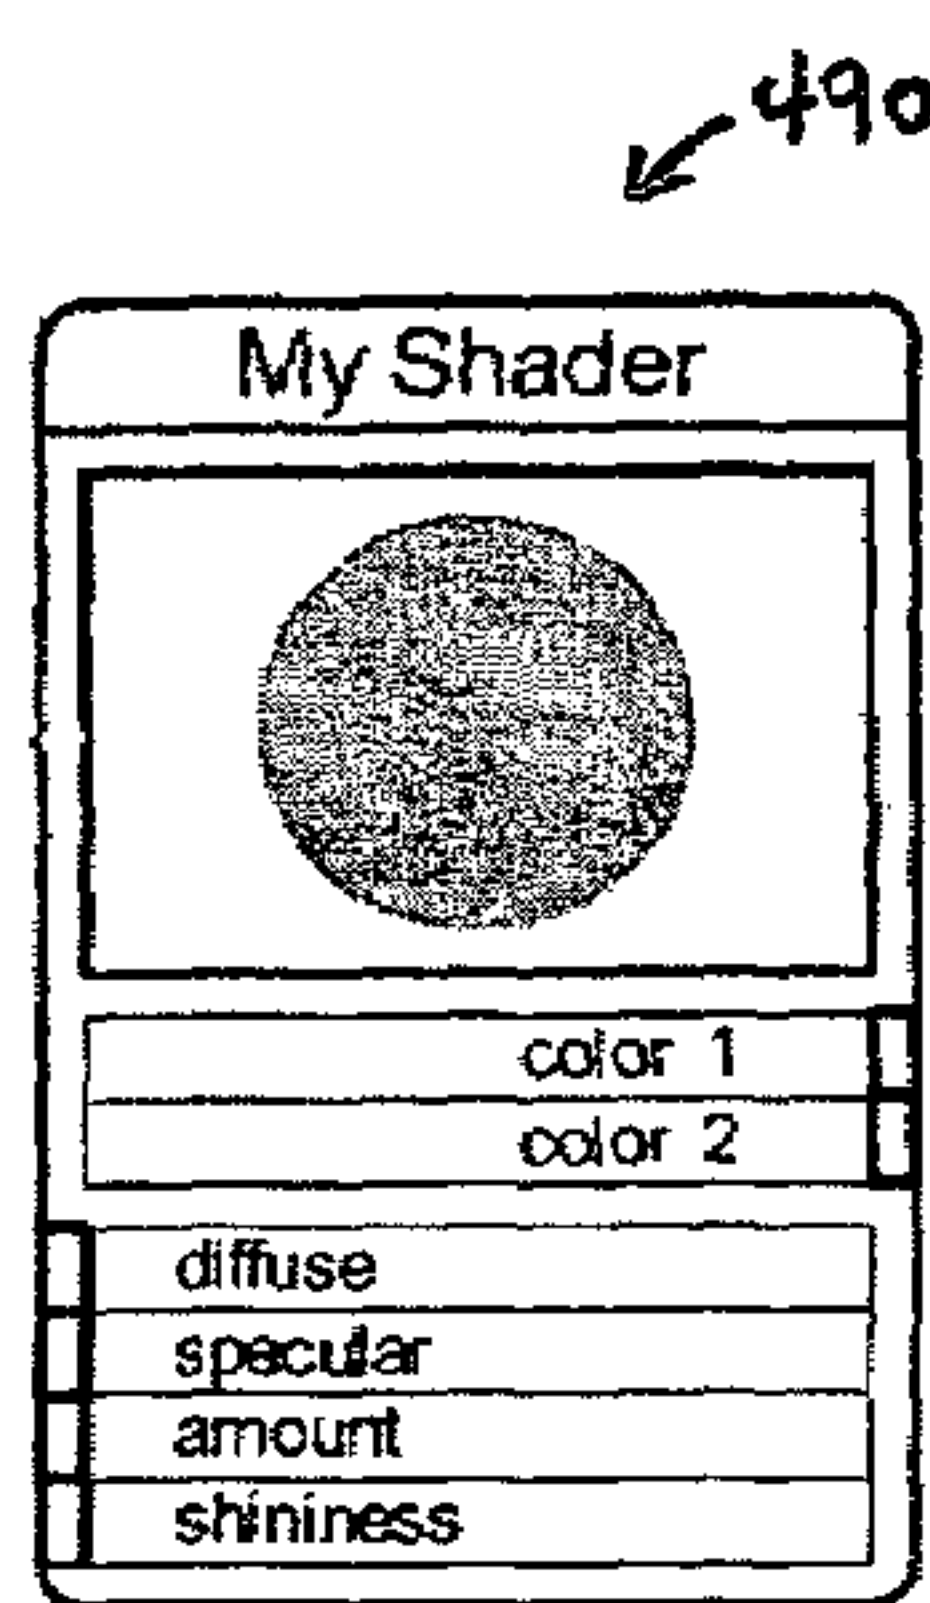 490
My Shader
color 1
color 2
diffuse
specular
amount
shininess